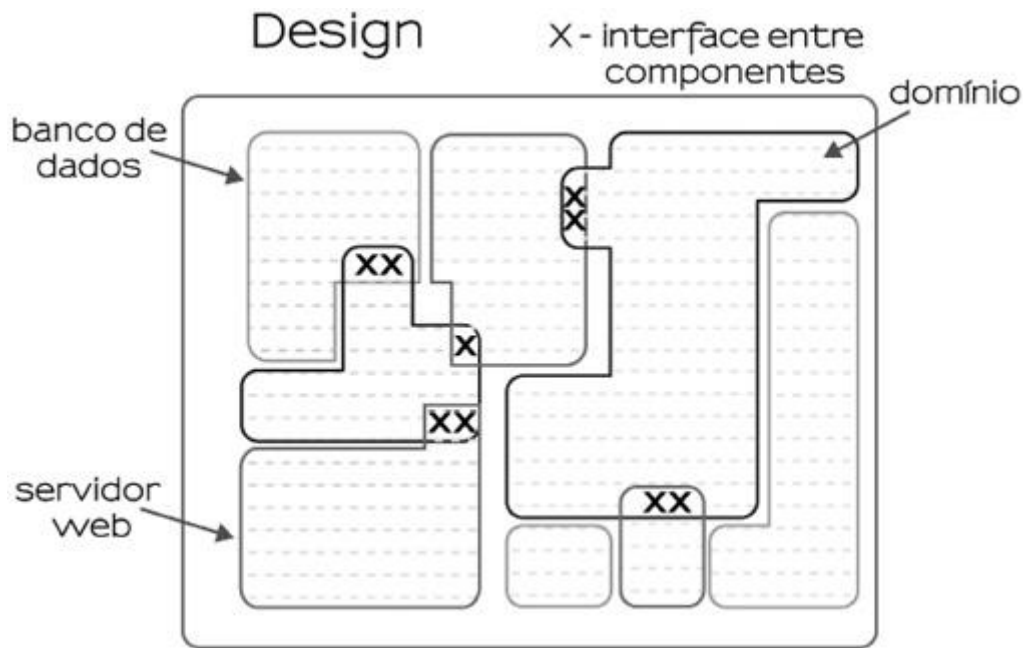 Design
X - interface entre
componentes
domínio
banco de
dados
XX
X
X
X
XX
XX
servidor
web